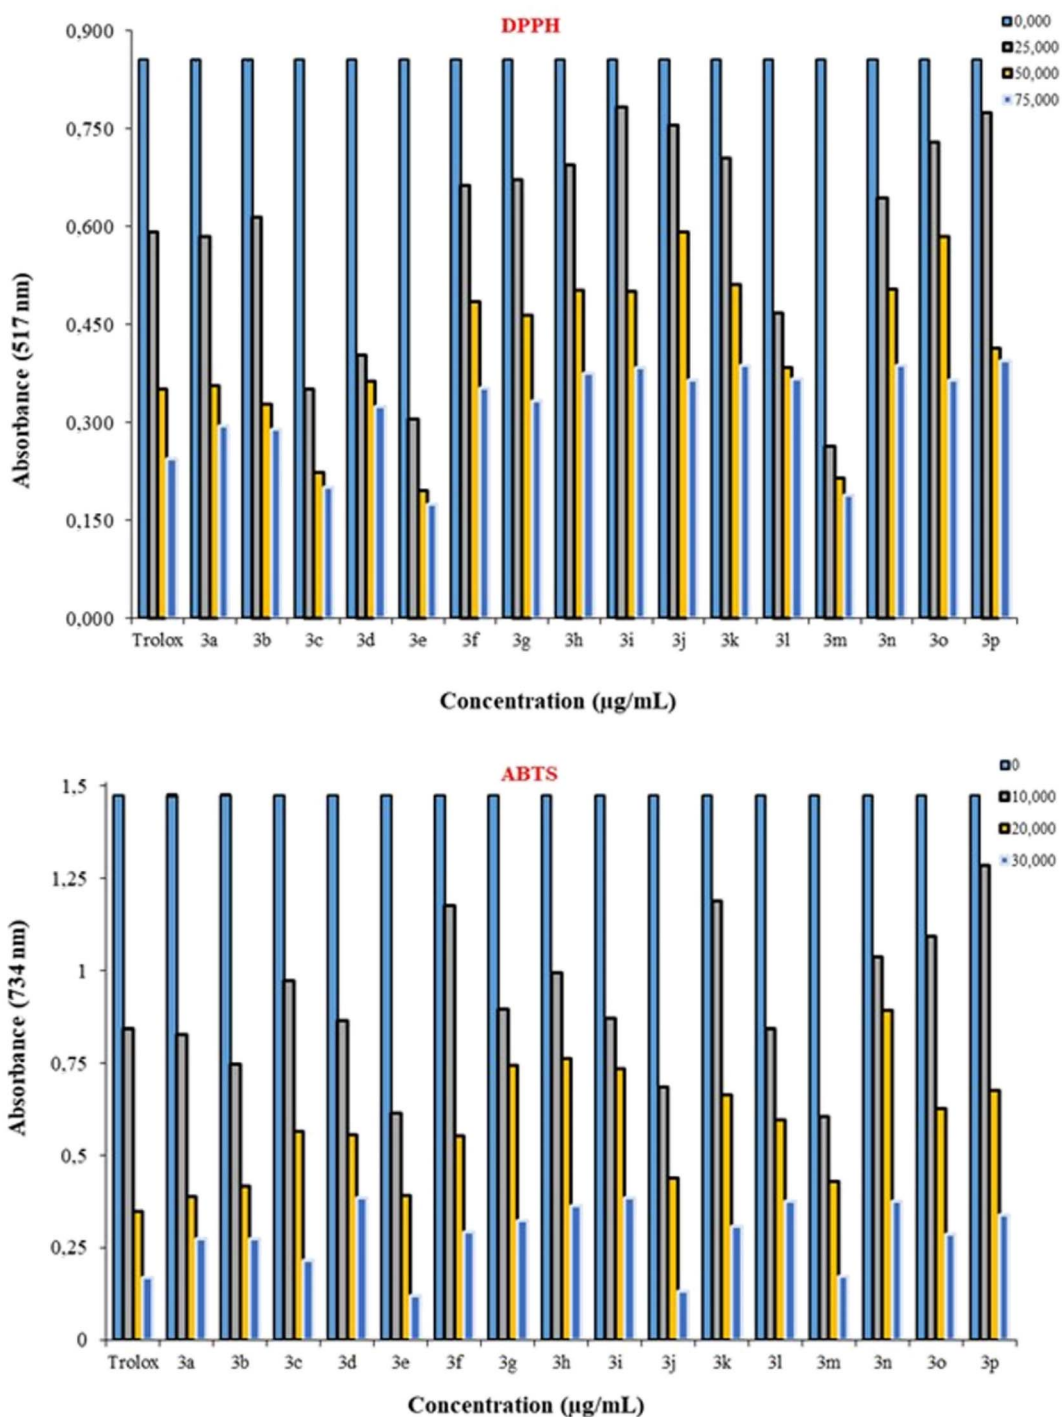 DPPH
0,000
25,000
50,000
75,000
0,900
0,750
0,600
0,450
0,300
0,150
0,000
Absorbance (517 nm)
Trolox 3a 3b 3c 3d 3e 3f 3g 3h 3i 3j 3k 3l 3m 3n 3o 3p
Concentration (µg/mL)
ABTS
0
10,000
20,000
30,000
1,5
1,25
1
0,75
0,5
0,25
0
Absorbance (734 nm)
Trolox 3a 3b 3c 3d 3e 3f 3g 3h 3i 3j 3k 3l 3m 3n 3o 3p
Concentration (µg/mL)